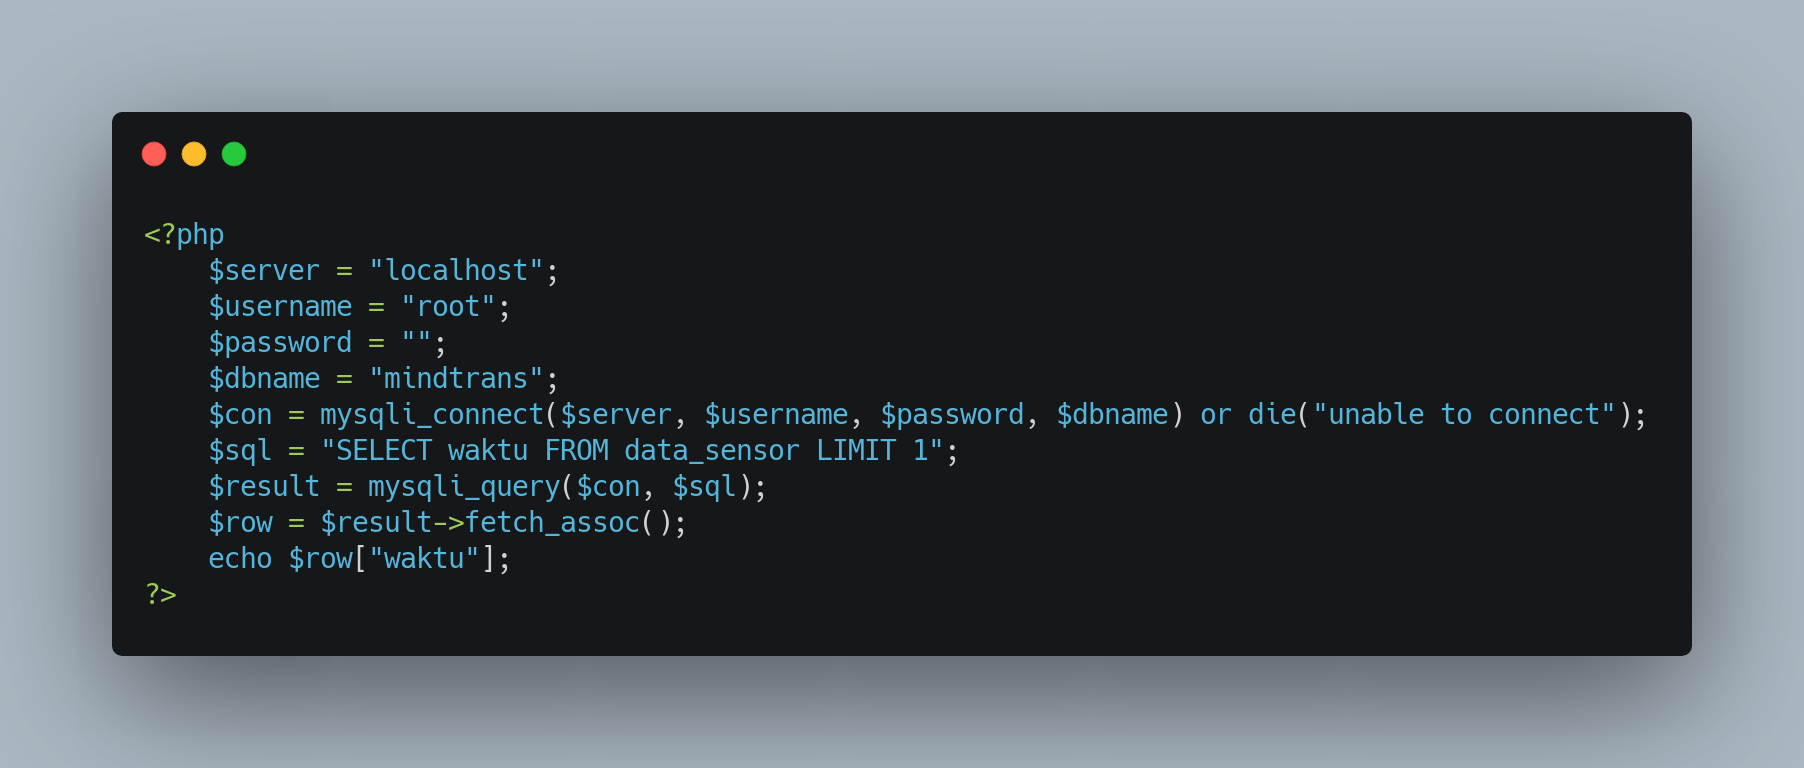 <?php
    $server = "localhost";
    $username = "root";
    $password = "";
    $dbname = "mindtrans";
    $con = mysqli_connect($server, $username, $password, $dbname) or die("unable to connect");
    $sql = "SELECT waktu FROM data_sensor LIMIT 1";
    $result = mysqli_query($con, $sql);
    $row = $result->fetch_assoc();
    echo $row["waktu"];
?>